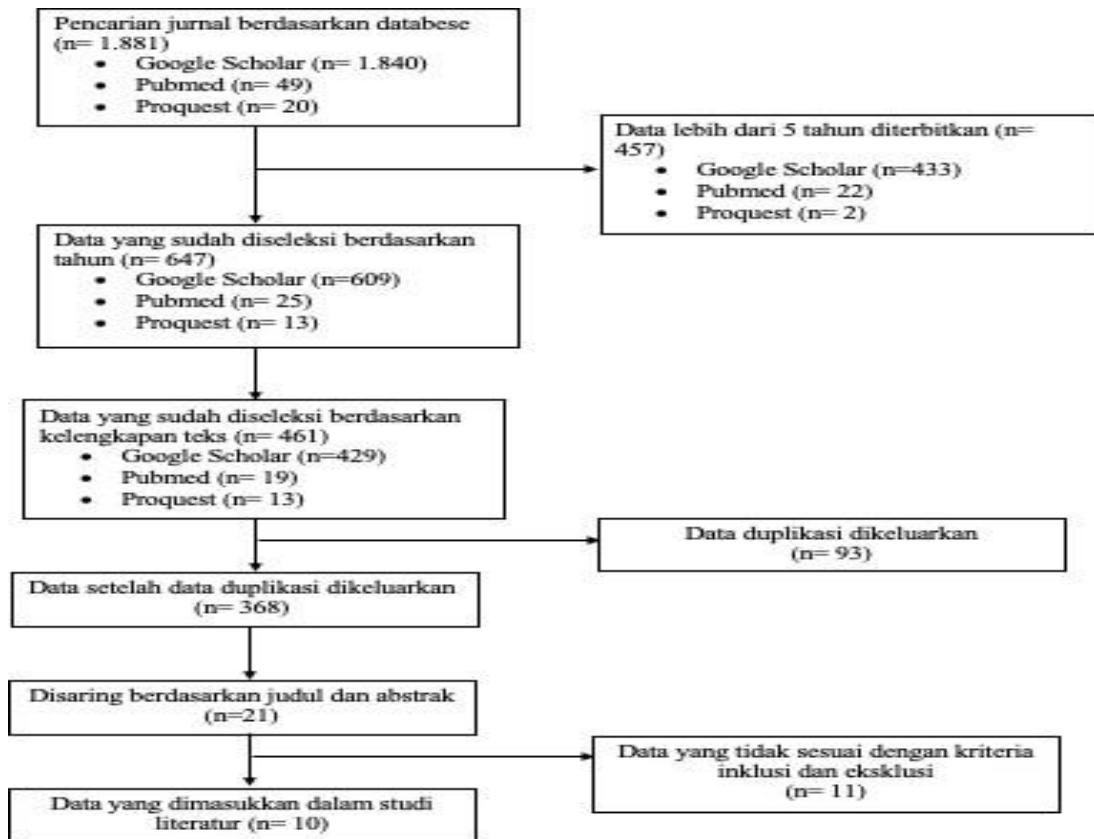 Pencarian jurnal berdasarkan databese
(n= 1.881)
• Google Scholar (n= 1.840)
• Pubmed (n= 49)
• Proquest (n= 20)
Data lebih dari 5 tahun diterbitkan (n=
457)
• Google Scholar (n=433)
• Pubmed (n= 22)
• Proquest (n= 2)
Data yang sudah diseleksi berdasarkan
tahun (n= 647)
• Google Scholar (n=609)
• Pubmed (n= 25)
• Proquest (n= 13)
Data yang sudah diseleksi berdasarkan
kelengkapan teks (n= 461)
• Google Scholar (n=429)
• Pubmed (n= 19)
• Proquest (n= 13)
Data duplikasi dikeluarkan
(n= 93)
Data setelah data duplikasi dikeluarkan
(n= 368)
Disaring berdasarkan judul dan abstrak
(n=21)
Data yang tidak sesuai dengan kriteria
inklusi dan eksklusi
(n= 11)
Data yang dimasukkan dalam studi
literatur (n= 10)